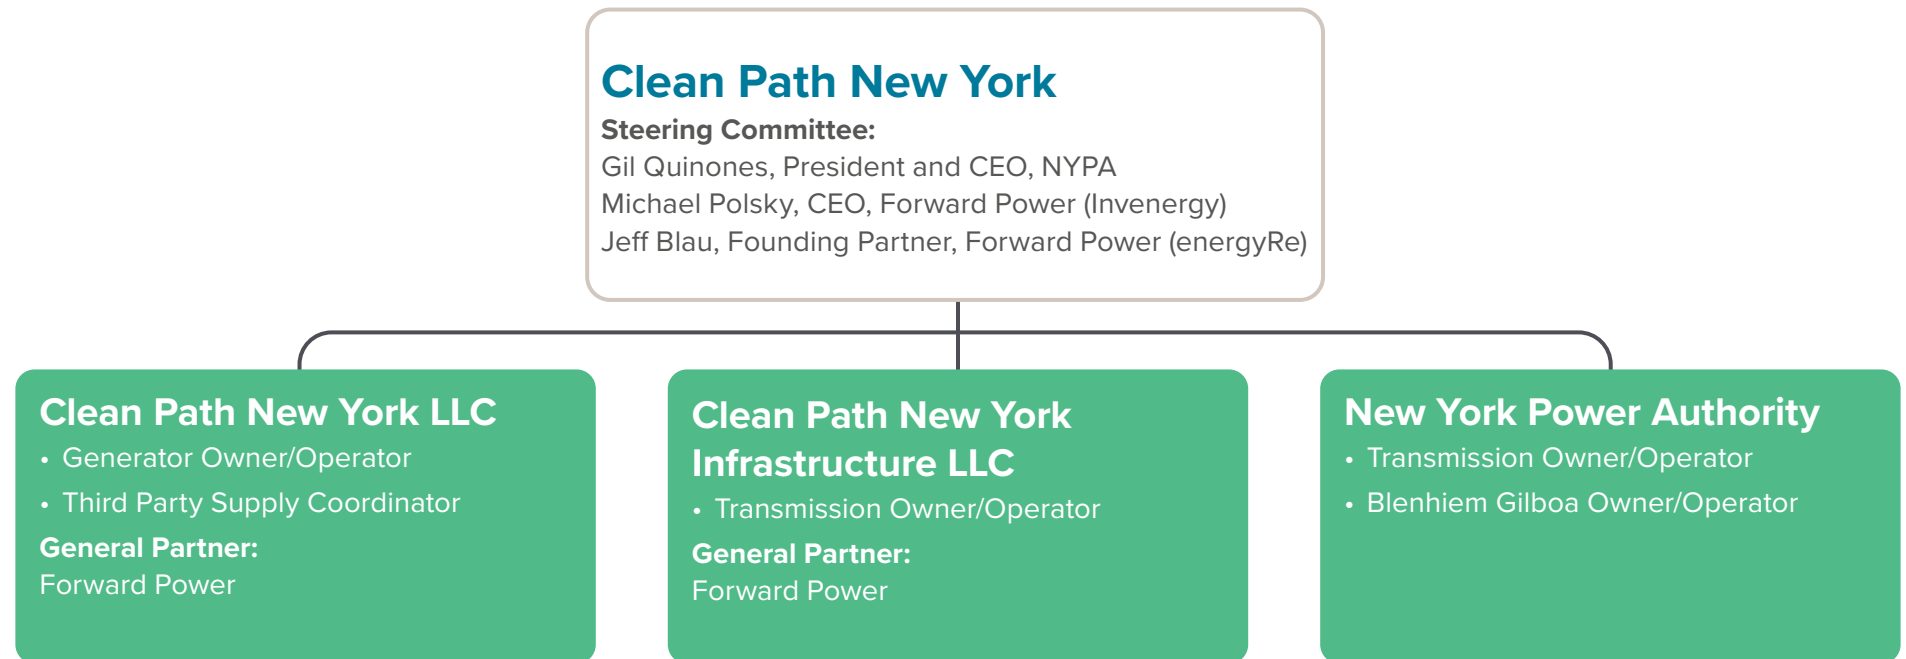 Clean Path New York
Steering Committee:
Gil Quinones, President and CEO, NYPA
Michael Polsky, CEO, Forward Power (Invenergy)
Jeff Blau, Founding Partner, Forward Power (energyRe)
Clean Path New York LLC
• Generator Owner/Operator
• Third Party Supply Coordinator
General Partner:
Forward Power
Clean Path New York
Infrastructure LLC
• Transmission Owner/Operator
General Partner:
Forward Power
New York Power Authority
• Transmission Owner/Operator
• Blenhiem Gilboa Owner/Operator